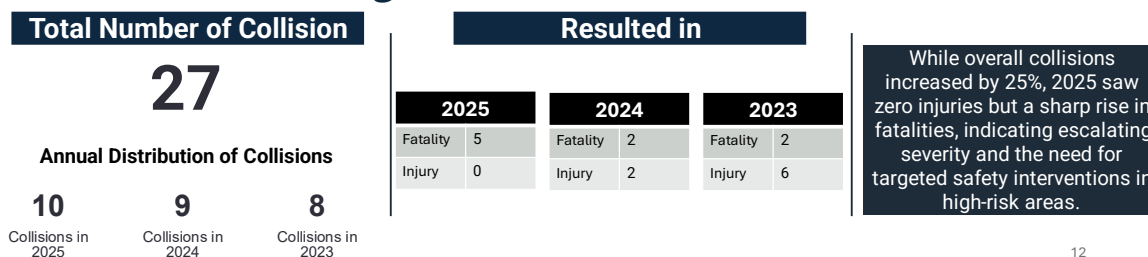 Total Number of Collision
27
Annual Distribution of Collisions
10 9 8
Collisions in Collisions in Collisions in
2025 2024 2023
Resulted in
2025
Fatality 5
Injury 0
2024
Fatality 2
Injury 2
2023
Fatality 2
Injury 6
While overall collisions
increased by 25%, 2025 saw
zero injuries but a sharp rise in
fatalities, indicating escalating
severity and the need for
targeted safety interventions in
high-risk areas.
12